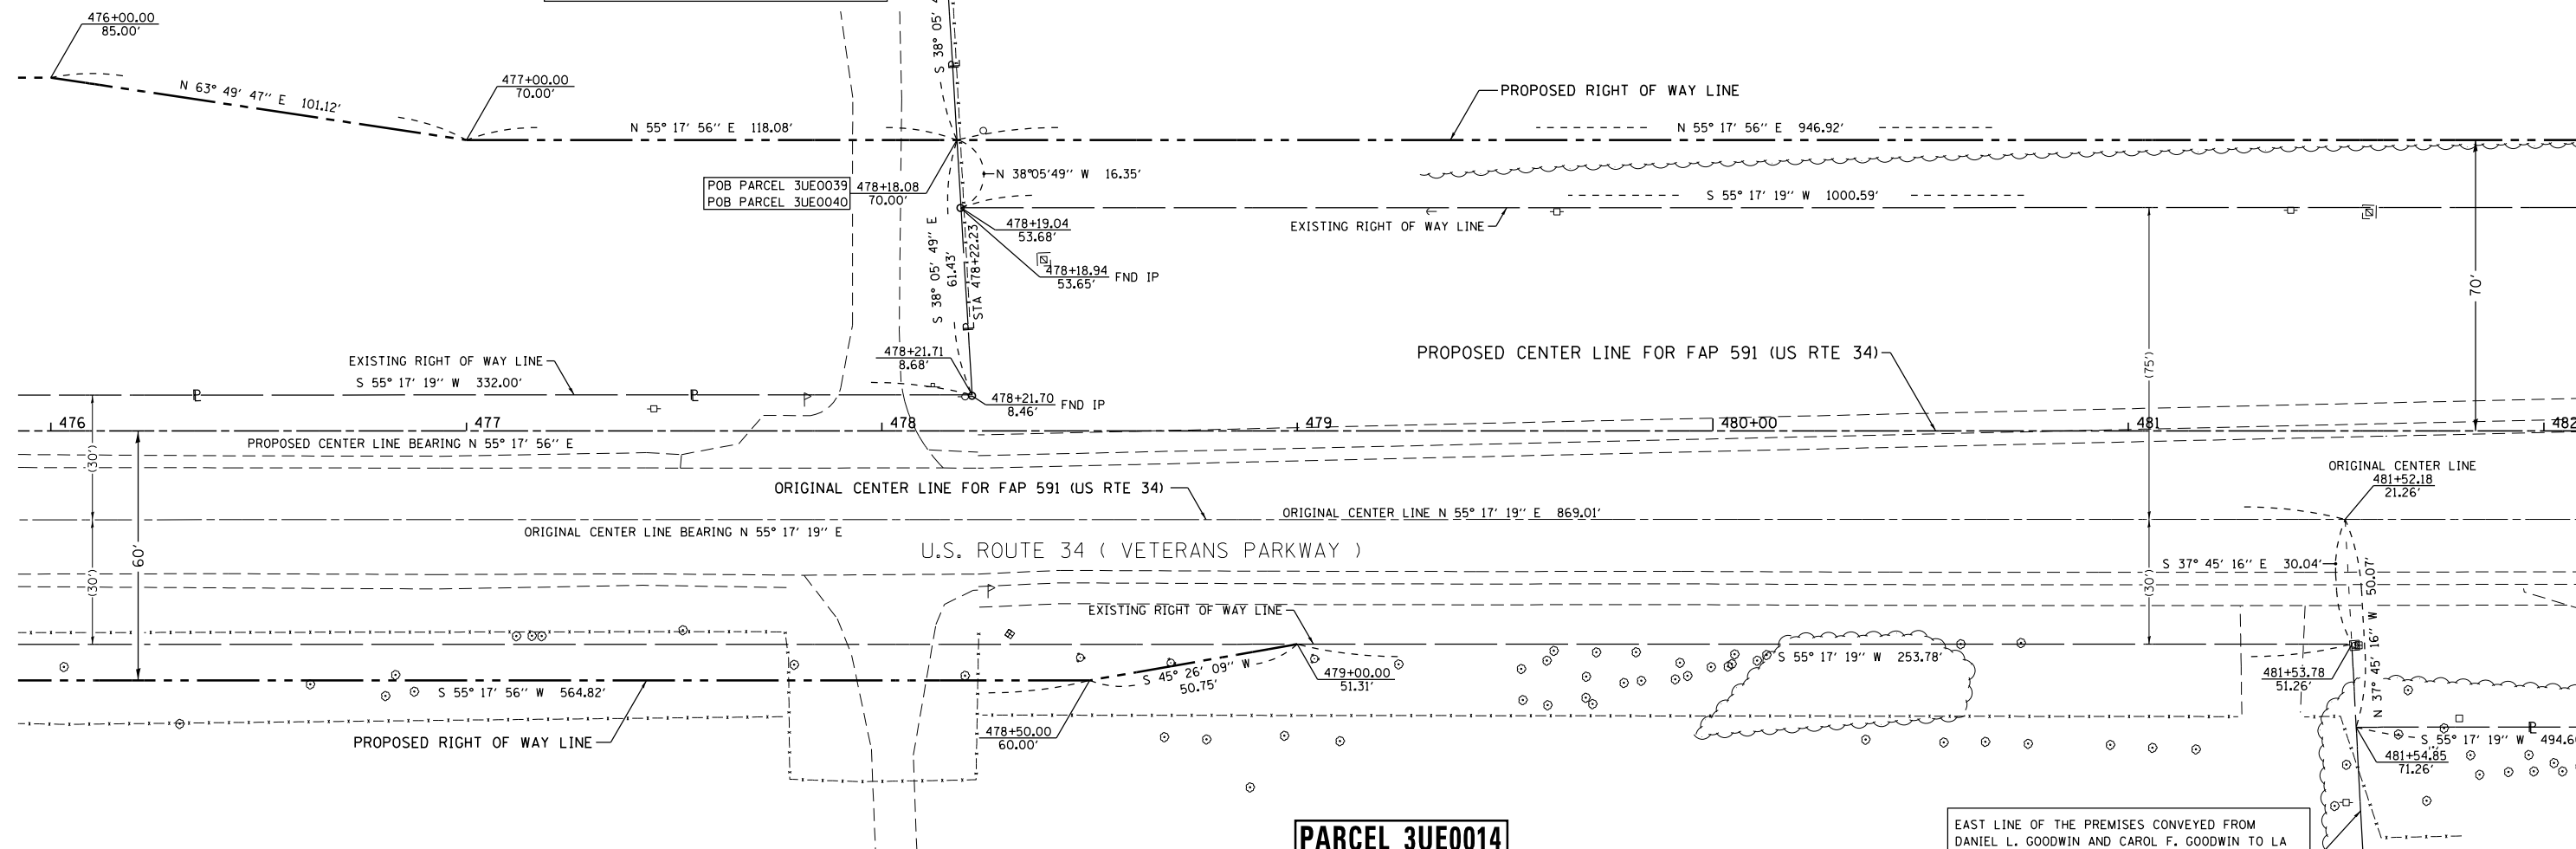 476+00.00
85.00'
N 63° 49' 47" E 101.12'
477+00.00
70.00'
N 55° 17' 56" E 118.08'
S 38° 05'
PROPOSED RIGHT OF WAY LINE
N 55° 17' 56" E 946.92'
N 38°05'49" W 16.35'
POB PARCEL 3UE0039
POB PARCEL 3UE0040
478+18.08
70.00'
S 55° 17' 19" W 1000.59'
EXISTING RIGHT OF WAY LINE
478+19.04
53.68'
478+18.94 FND IP
53.65'
S 38° 05' 49" E
61.43'
STA 478+22.23
70'
(75')
EXISTING RIGHT OF WAY LINE
S 55° 17' 19" W 332.00'
478+21.71
8.68'
478+21.70 FND IP
8.46'
PROPOSED CENTER LINE FOR FAP 591 (US RTE 34)
476
477
478
479
480+00
481
482
PROPOSED CENTER LINE BEARING N 55° 17' 56" E
(30')
60'
(30')
ORIGINAL CENTER LINE FOR FAP 591 (US RTE 34)
ORIGINAL CENTER LINE BEARING N 55° 17' 19" E
ORIGINAL CENTER LINE N 55° 17' 19" E 869.01'
ORIGINAL CENTER LINE
481+52.18
21.26'
U.S. ROUTE 34 ( VETERANS PARKWAY )
S 37° 45' 16" E 30.04'
(30')
N 37° 45' 16" W 50.07'
EXISTING RIGHT OF WAY LINE
S 45° 26' 09" W
50.75'
479+00.00
51.31'
S 55° 17' 19" W 253.78'
481+53.78
51.26'
S 55° 17' 56" W 564.82'
PROPOSED RIGHT OF WAY LINE
478+50.00
60.00'
S 55° 17' 19" W 494.6
481+54.85
71.26'
PARCEL 3UE0014
EAST LINE OF THE PREMISES CONVEYED FROM
DANIEL L. GOODWIN AND CAROL F. GOODWIN TO LA